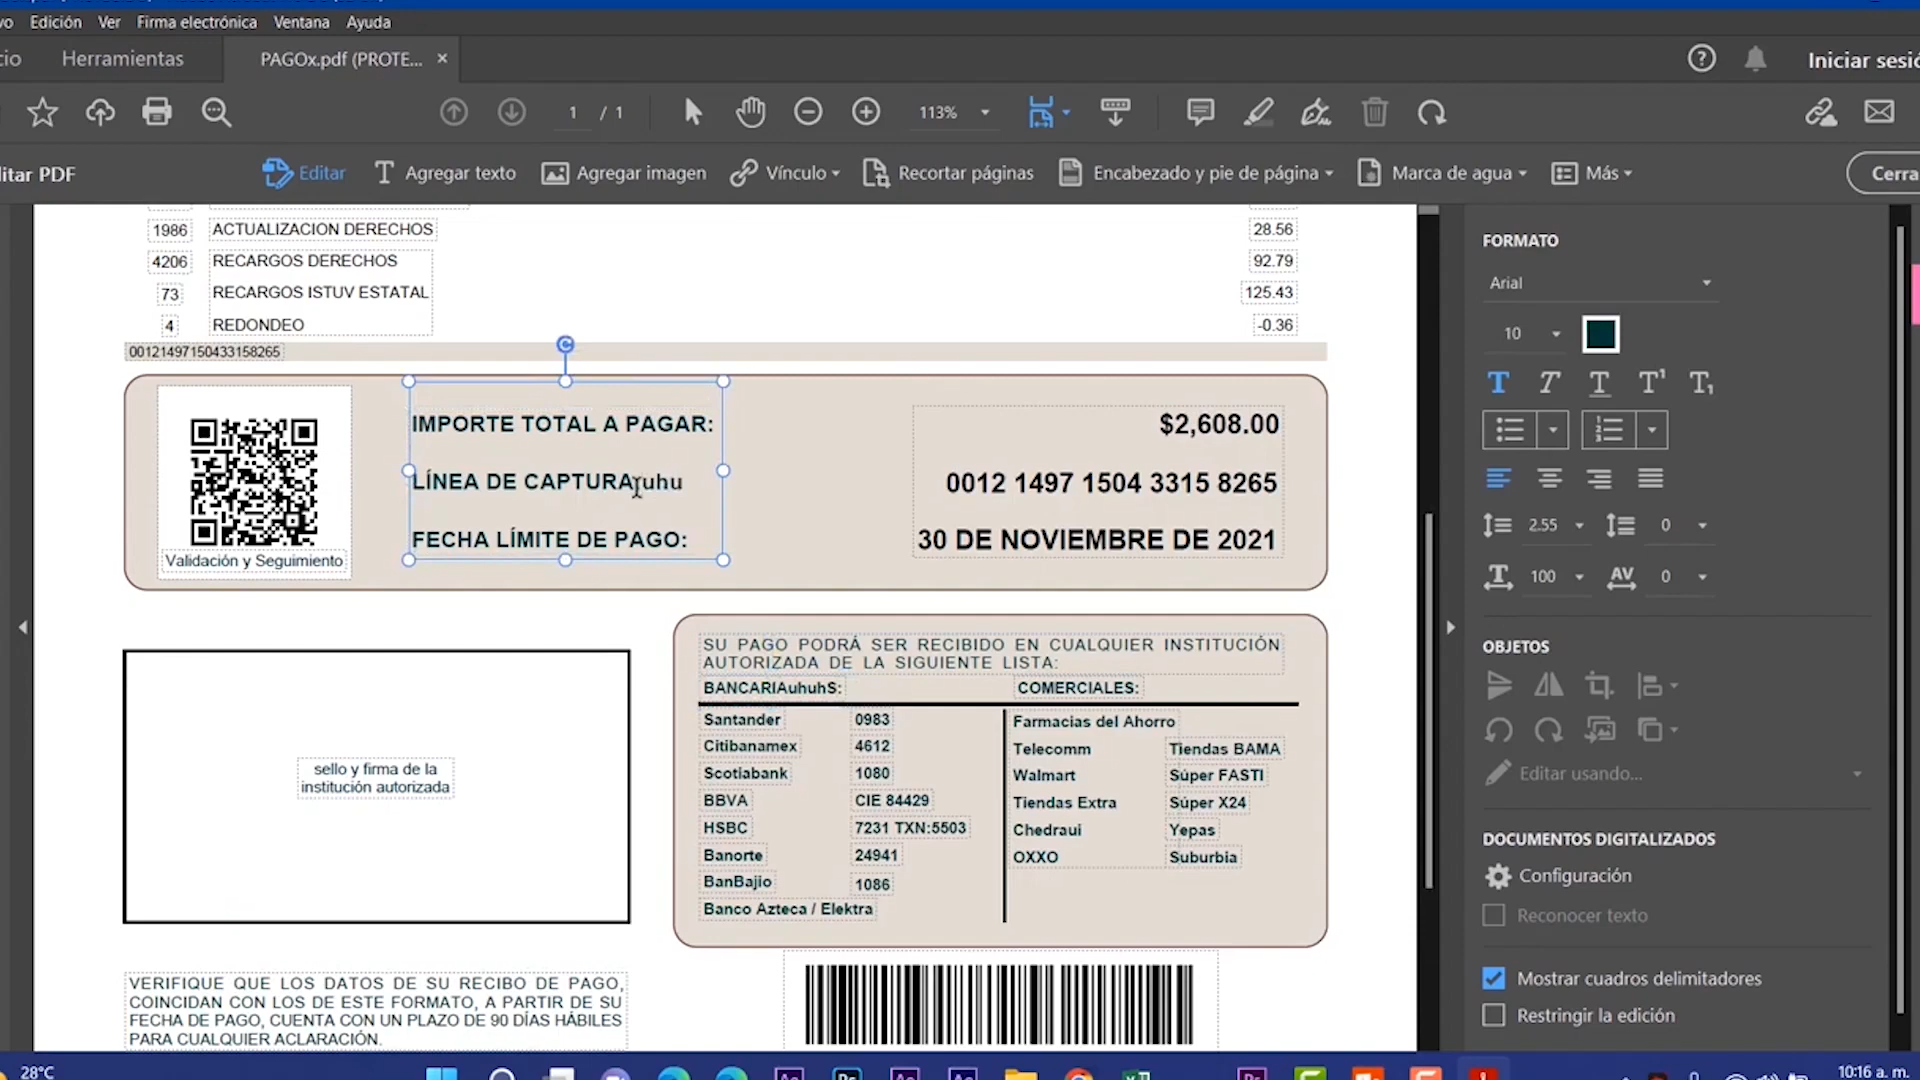 Edición Ver Firma electrónica Ventana Ayuda
Herramientas PAGOx.pdf (PROTE... × ? Iniciar sesió
1 / 1 113%
itar PDF Editar Agregar texto Agregar imagen Vínculo Recortar páginas Encabezado y pie de página Marca de agua Más Cerra
1986 ACTUALIZACION DERECHOS 28.56
4206 RECARGOS DERECHOS 92.79
73 RECARGOS ISTUV ESTATAL 125.43
4 REDONDEO -0.36
00121497150433158265
IMPORTE TOTAL A PAGAR: $2,608.00
LÍNEA DE CAPTURA:uhu 0012 1497 1504 3315 8265
FECHA LÍMITE DE PAGO: 30 DE NOVIEMBRE DE 2021
Validación y Seguimiento
SU PAGO PODRÁ SER RECIBIDO EN CUALQUIER INSTITUCIÓN
AUTORIZADA DE LA SIGUIENTE LISTA:
BANCARIAuhuhS: COMERCIALES:
Santander 0983 Farmacias del Ahorro
Citibanamex 4612 Telecomm Tiendas BAMA
Scotiabank 1080 Walmart Súper FASTI
BBVA CIE 84429 Tiendas Extra Súper X24
HSBC 7231 TXN:5503 Chedraui Yepas
Banorte 24941 OXXO Suburbia
BanBajio 1086
Banco Azteca / Elektra
sello y firma de la
institución autorizada
VERIFIQUE QUE LOS DATOS DE SU RECIBO DE PAGO,
COINCIDAN CON LOS DE ESTE FORMATO, A PARTIR DE SU
FECHA DE PAGO, CUENTA CON UN PLAZO DE 90 DÍAS HÁBILES
PARA CUALQUIER ACLARACIÓN.
FORMATO
Arial
10
T T T T¹ T₁
2.55 0
100 AV 0
OBJETOS
Editar usando...
DOCUMENTOS DIGITALIZADOS
Configuración
Reconocer texto
Mostrar cuadros delimitadores
Restringir la edición
28°C 10:16 a. m.